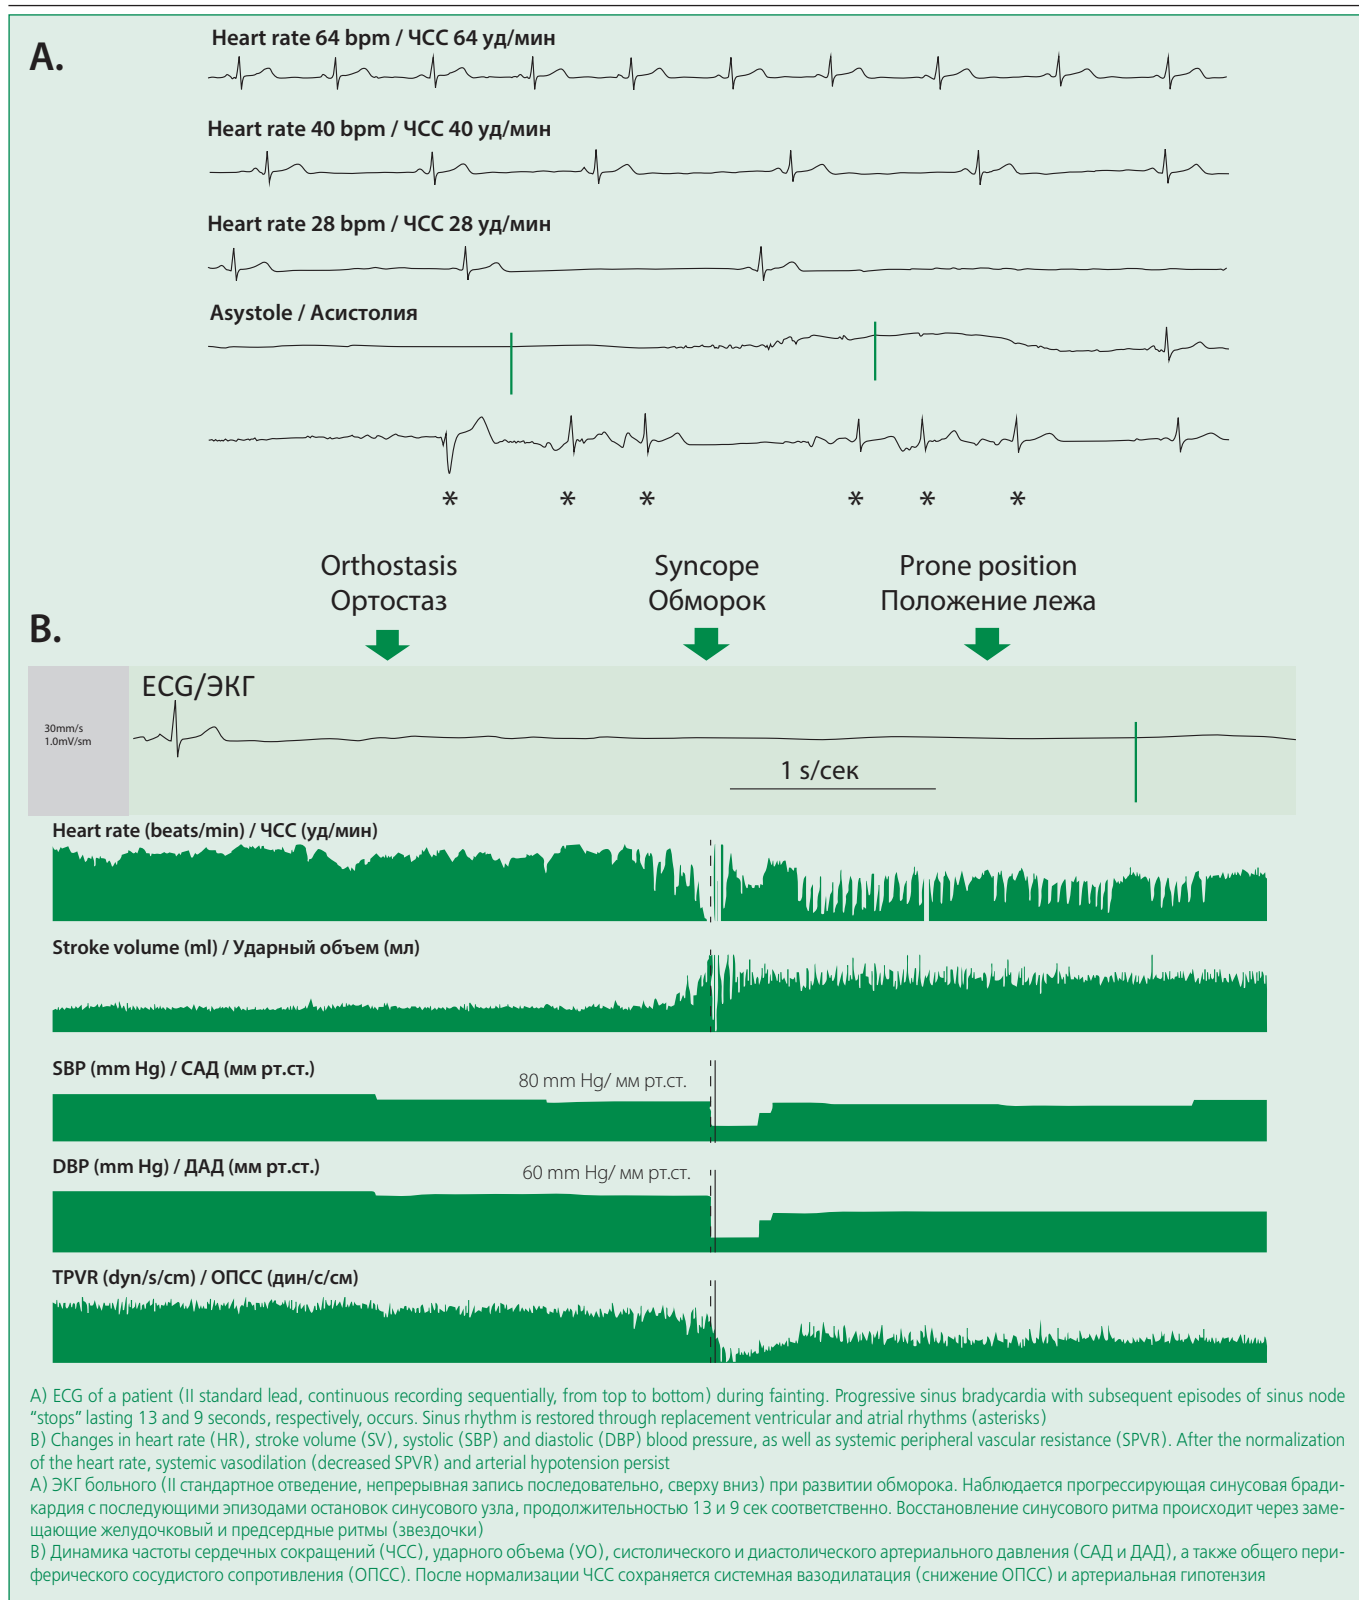 A.
Heart rate 64 bpm / ЧСС 64 уд/мин
Heart rate 40 bpm / ЧСС 40 уд/мин
Heart rate 28 bpm / ЧСС 28 уд/мин
Asystole / Асистолия
* * * * * *
Orthostasis
Ортостаз
Syncope
Обморок
Prone position
Положение лежа
B.
ECG/ЭКГ
30mm/s
1.0mV/sm
1 s/сек
Heart rate (beats/min) / ЧСС (уд/мин)
Stroke volume (ml) / Ударный объем (мл)
SBP (mm Hg) / САД (мм рт.ст.)
80 mm Hg/ мм рт.ст.
DBP (mm Hg) / ДАД (мм рт.ст.)
60 mm Hg/ мм рт.ст.
TPVR (dyn/s/cm) / ОПСС (дин/с/см)
A) ECG of a patient (II standard lead, continuous recording sequentially, from top to bottom) during fainting. Progressive sinus bradycardia with subsequent episodes of sinus node
“stops” lasting 13 and 9 seconds, respectively, occurs. Sinus rhythm is restored through replacement ventricular and atrial rhythms (asterisks)
B) Changes in heart rate (HR), stroke volume (SV), systolic (SBP) and diastolic (DBP) blood pressure, as well as systemic peripheral vascular resistance (SPVR). After the normalization
of the heart rate, systemic vasodilation (decreased SPVR) and arterial hypotension persist
А) ЭКГ больного (II стандартное отведение, непрерывная запись последовательно, сверху вниз) при развитии обморока. Наблюдается прогрессирующая синусовая бради-
кардия с последующими эпизодами остановок синусового узла, продолжительностью 13 и 9 сек соответственно. Восстановление синусового ритма происходит через заме-
щающие желудочковый и предсердные ритмы (звездочки)
В) Динамика частоты сердечных сокращений (ЧСС), ударного объема (УО), систолического и диастолического артериального давления (САД и ДАД), а также общего пери-
ферического сосудистого сопротивления (ОПСС). После нормализации ЧСС сохраняется системная вазодилатация (снижение ОПСС) и артериальная гипотензия